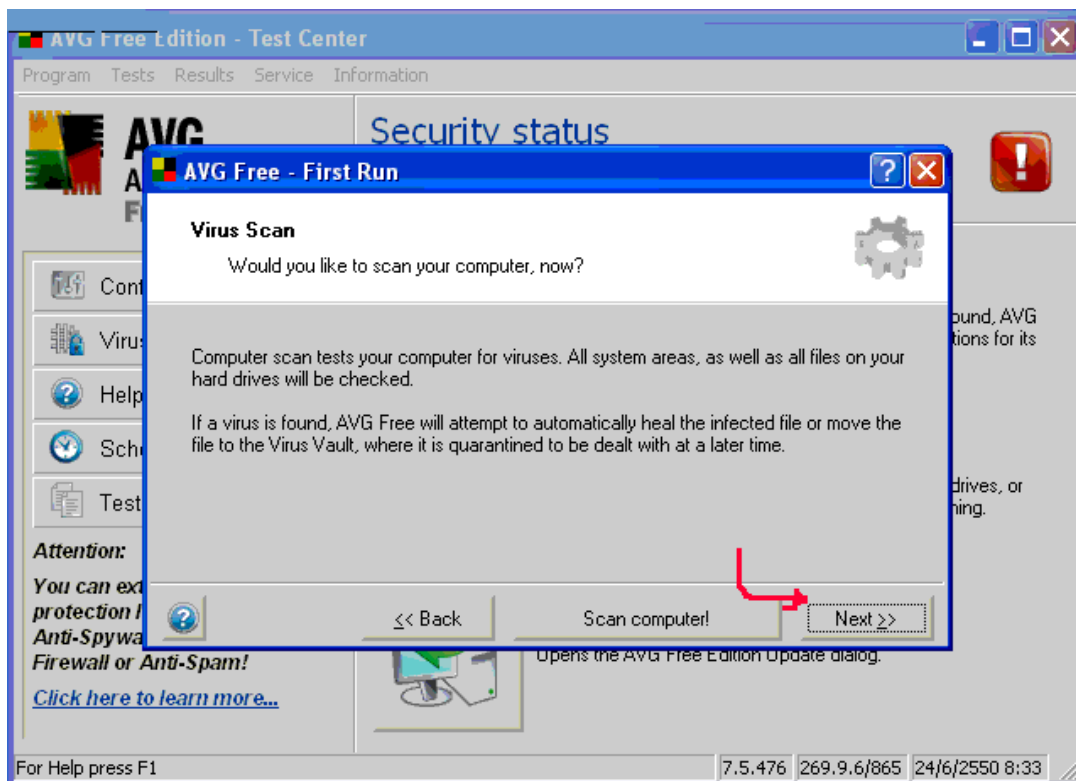 AVG Free Edition - Test Center
Program Tests Results Service Information
AVG
Security status
AVG Free - First Run
Virus Scan
Would you like to scan your computer, now?
Computer scan tests your computer for viruses. All system areas, as well as all files on your
hard drives will be checked.
If a virus is found, AVG Free will attempt to automatically heal the infected file or move the
file to the Virus Vault, where it is quarantined to be dealt with at a later time.
<< Back
Scan computer!
Next >>
Help
Test
ound, AVG
tions for its
drives, or
Attention:
You can
protection
Firewall or Anti-Spam!
Click here to learn more...
Opens the AVG Free Edition Update dialog.
For Help press F1
7.5.476 269.9.6/865 24/6/2550 8:33